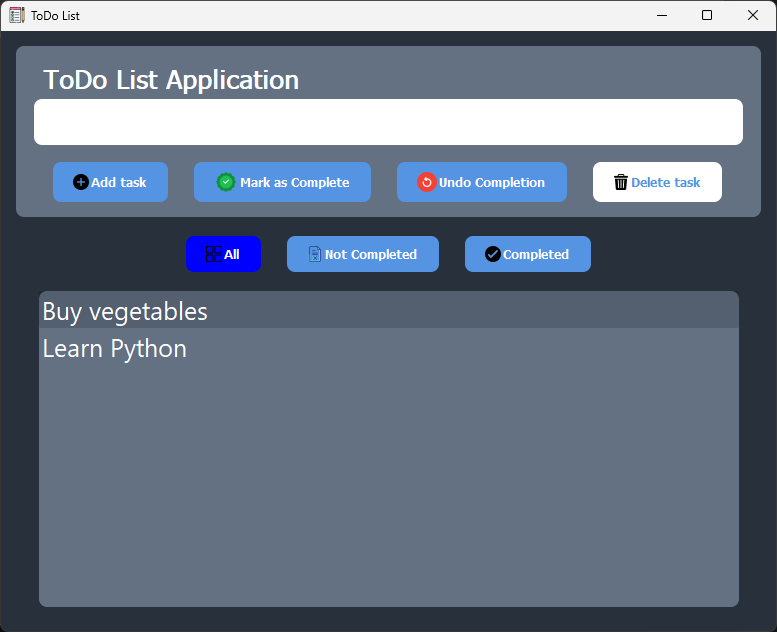 ToDo List
ToDo List Application
Add task
Mark as Complete
Undo Completion
Delete task
All
Not Completed
Completed
Buy vegetables
Learn Python